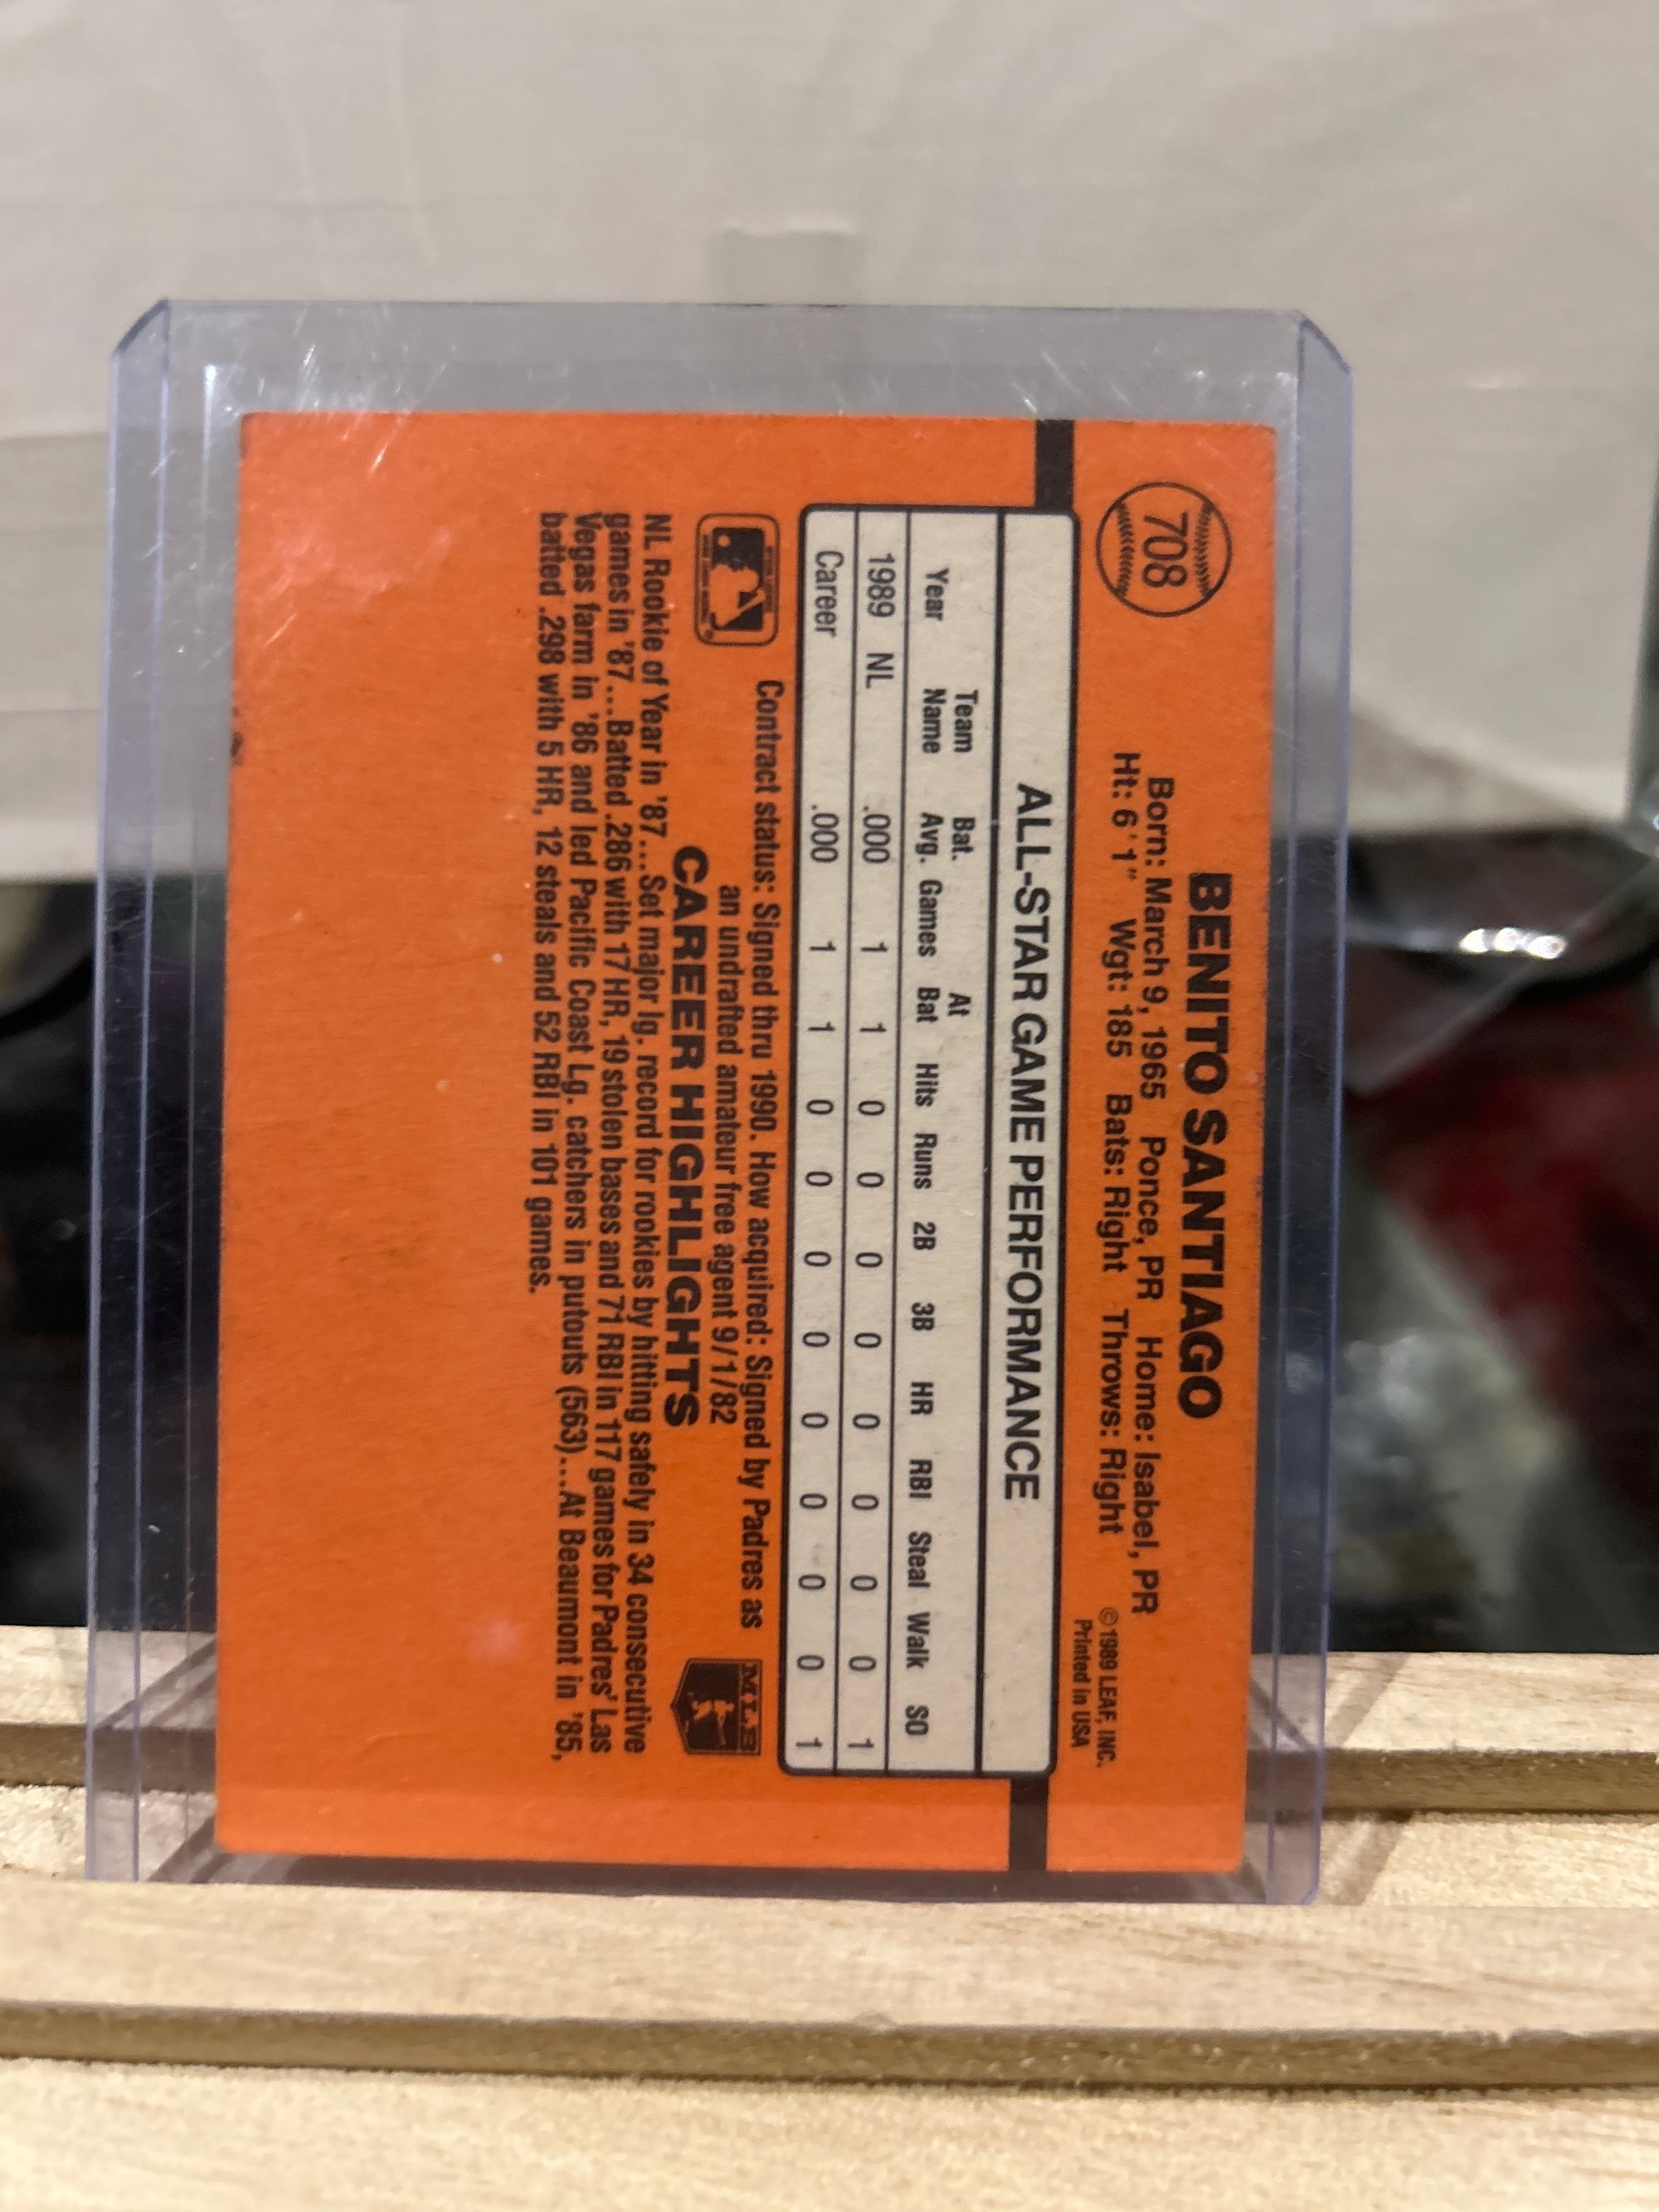 708
BENITO SANTIAGO
Born: March 9, 1965 Ponce, PR Home: Isabel, PR
Ht: 6'1" Wgt: 185 Bats: Right Throws: Right
© 1989 LEAF, INC.
Printed in USA
ALL-STAR GAME PERFORMANCE
Year Team Name Bat. Avg. Games At Bat Hits Runs 2B 3B HR RBI Steal Walk SO
1989 NL .000 1 1 0 0 0 0 0 0 0 0 1
Career .000 1 1 0 0 0 0 0 0 0 0 1
Contract status: Signed thru 1990. How acquired: Signed by Padres as
an undrafted amateur free agent 9/1/82
MLB
CAREER HIGHLIGHTS
NL Rookie of Year in '87...Set major lg. record for rookies by hitting safely in 34 consecutive
games in '87...Batted .286 with 17 HR, 19 stolen bases and 71 RBI in 117 games for Padres' Las
Vegas farm in '86 and led Pacific Coast Lg. catchers in putouts (563)...At Beaumont in '85,
batted .298 with 5 HR, 12 steals and 52 RBI in 101 games.